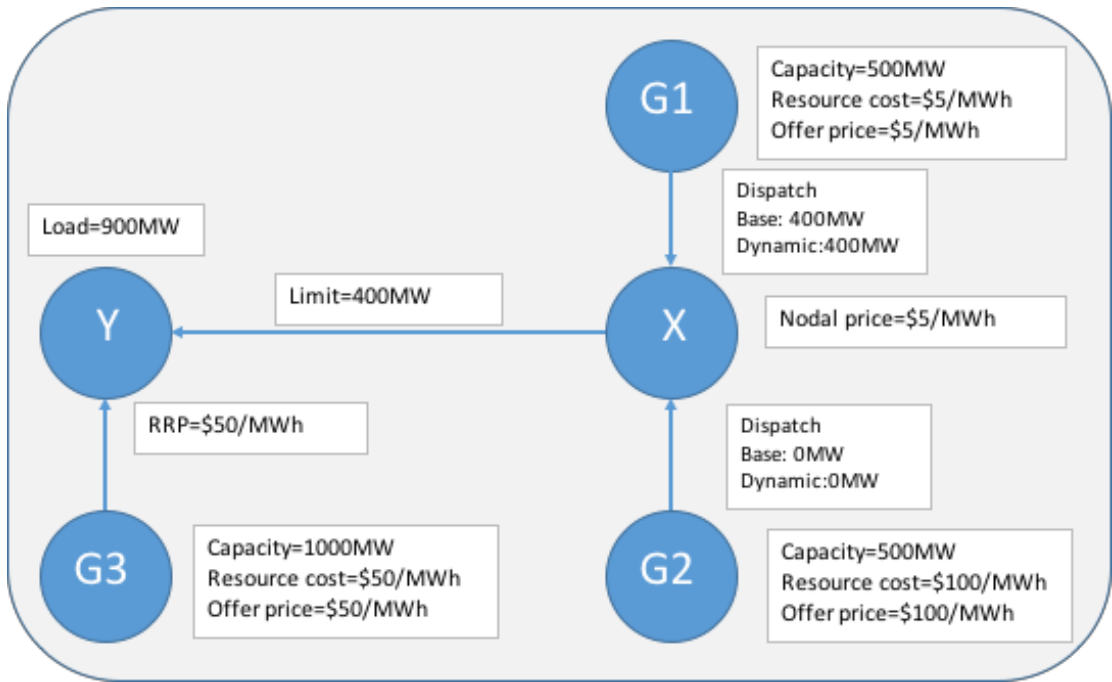 G1
Capacity=500MW
Resource cost=$5/MWh
Offer price=$5/MWh
Dispatch
Base: 400MW
Dynamic:400MW
Load=900MW
Limit=400MW
Y
X
Nodal price=$5/MWh
RRP=$50/MWh
Dispatch
Base: 0MW
Dynamic:0MW
G3
Capacity=1000MW
Resource cost=$50/MWh
Offer price=$50/MWh
G2
Capacity=500MW
Resource cost=$100/MWh
Offer price=$100/MWh